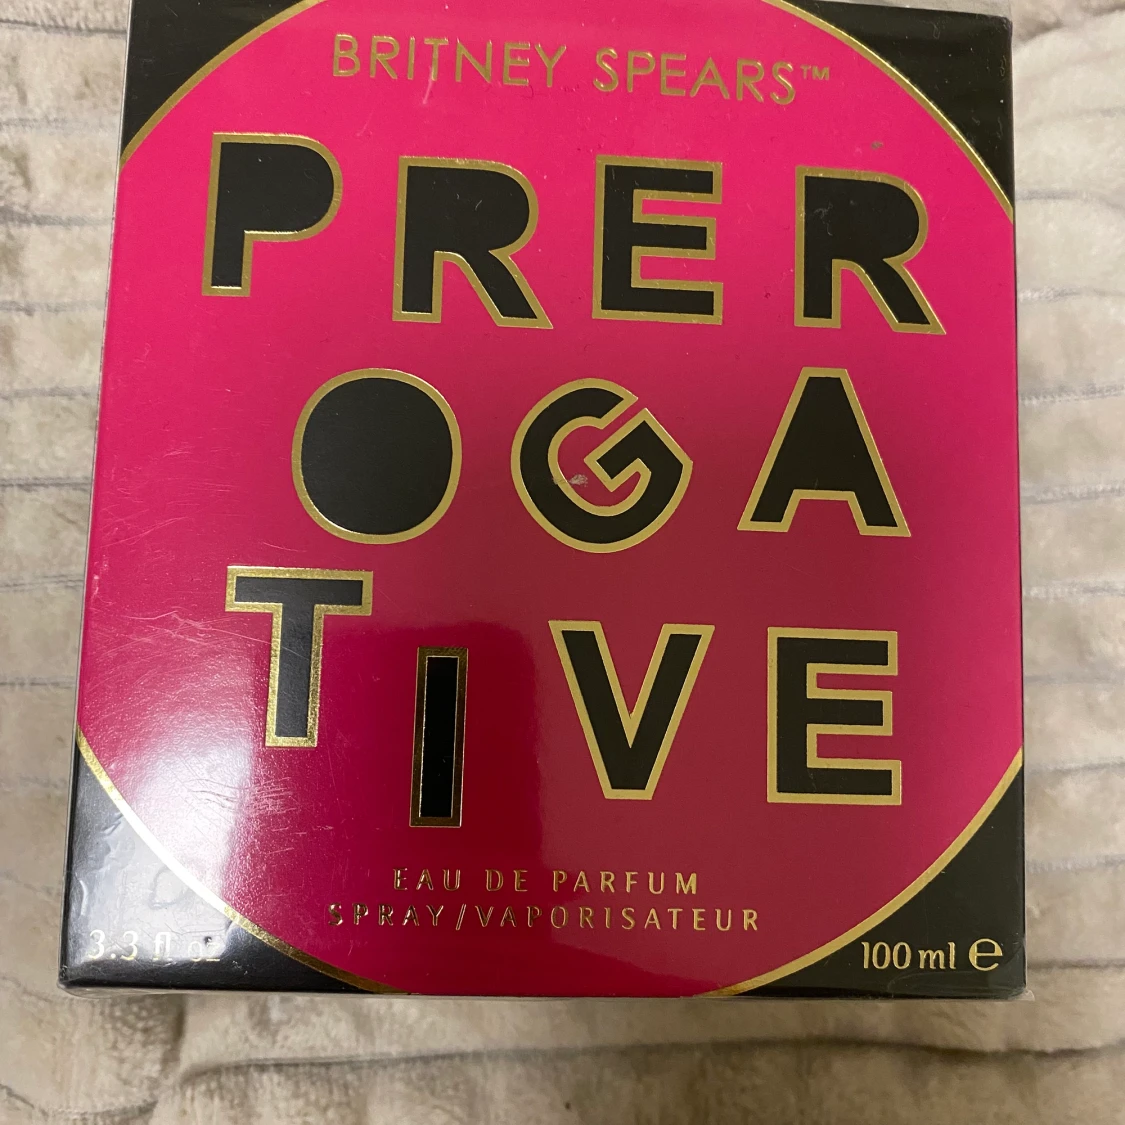 BRITNEY SPEARS™
PRER
OGA
TIVE
EAU DE PARFUM
SPRAY/VAPORISATEUR
3.3 fl oz
100 ml ℮